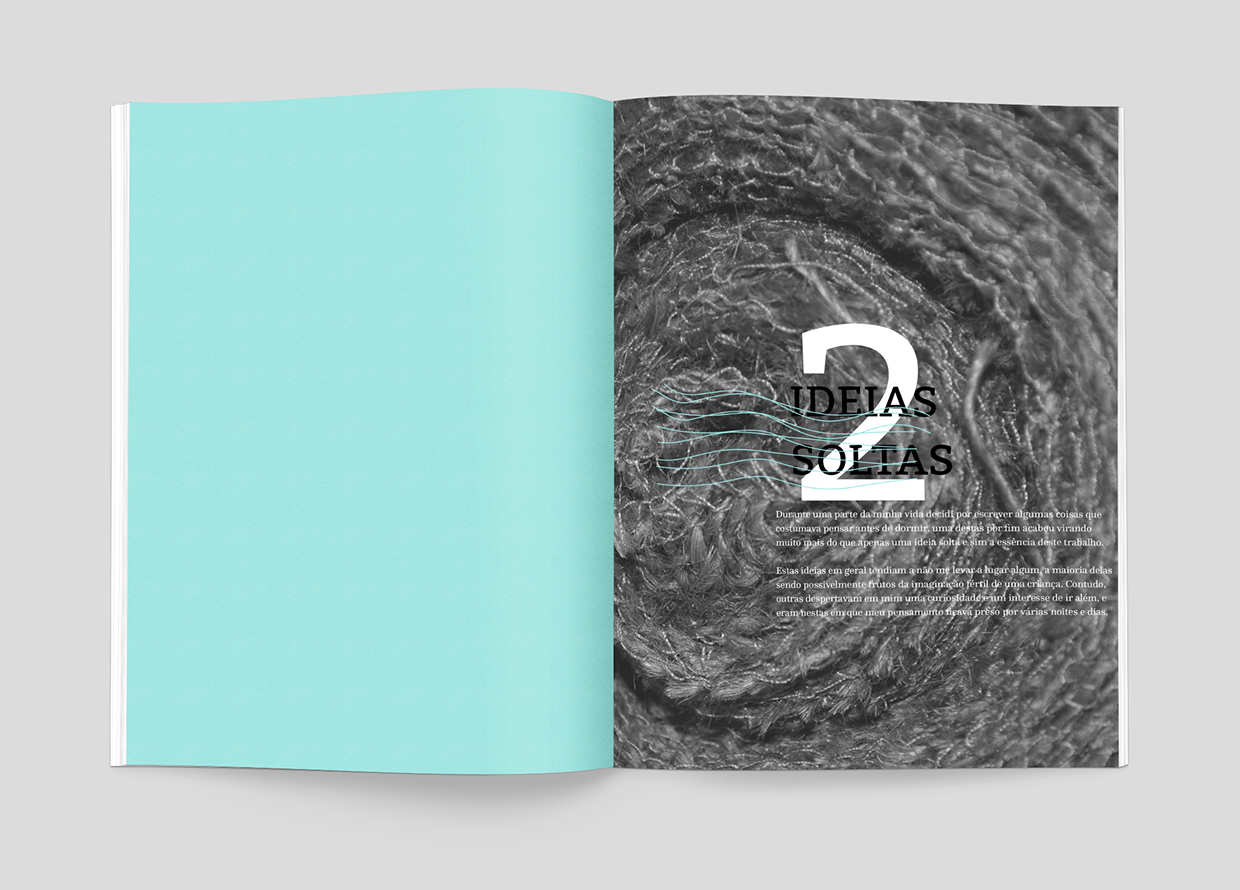 2
IDEIAS
SOLTAS
Durante uma parte da minha vida decidi por escrever algumas coisas que
costumava pensar antes de dormir, uma destas por fim acabou virando
muito mais do que apenas uma ideia solta e sim a essência deste trabalho.
Estas ideias em geral tendiam a não me levar a lugar algum, a maioria delas
sendo possivelmente frutos da imaginação fértil de uma criança. Contudo,
outras despertavam em mim uma curiosidade e um interesse de ir além, e
eram nestas em que meu pensamento ficava preso por várias noites e dias.